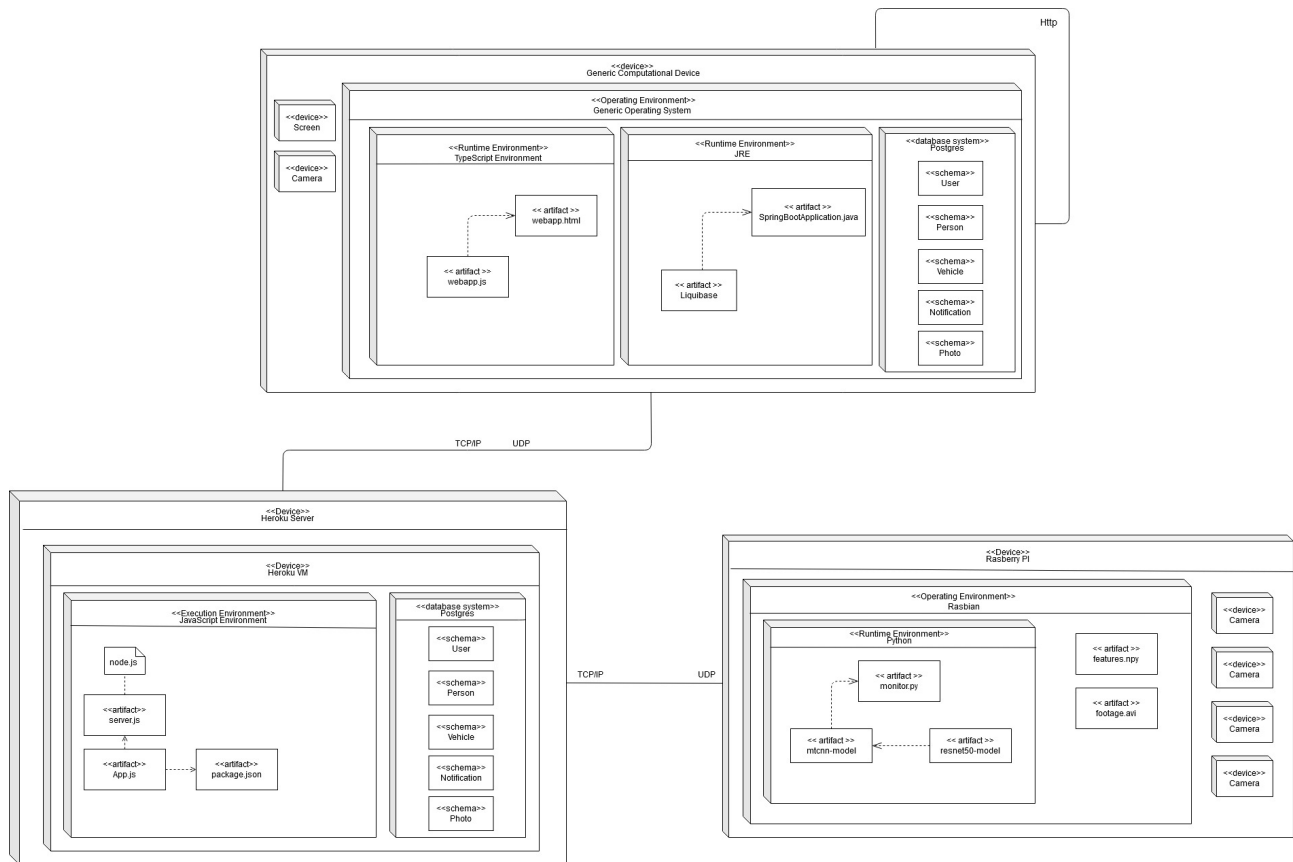 Http
<<device>>
Generic Computational Device
<<device>>
Screen
<<device>>
Camera
<<Operating Environment>>
Generic Operating System
<<Runtime Environment>>
TypeScript Environment
<< artifact >>
webapp.html
<< artifact >>
webapp.js
<<Runtime Environment>>
JRE
<< artifact >>
SpringBootApplication.java
<< artifact >>
Liquibase
<<database system>>
Postgres
<<schema>>
User
<<schema>>
Person
<<schema>>
Vehicle
<<schema>>
Notification
<<schema>>
Photo
TCP/IP UDP
<<Device>>
Heroku Server
<<Device>>
Heroku VM
<<Execution Environment>>
JavaScript Environment
node.js
<<artifact>>
server.js
<<artifact>>
App.js
<<artifact>>
package.json
<<database system>>
Postgres
<<schema>>
User
<<schema>>
Person
<<schema>>
Vehicle
<<schema>>
Notification
<<schema>>
Photo
TCP/IP UDP
<<Device>>
Rasberry PI
<<Operating Environment>>
Rasbian
<<Runtime Environment>>
Python
<< artifact >>
monitor.py
<< artifact >>
mtcnn-model
<< artifact >>
resnet50-model
<< artifact >>
features.npy
<< artifact >>
footage.avi
<<device>>
Camera
<<device>>
Camera
<<device>>
Camera
<<device>>
Camera